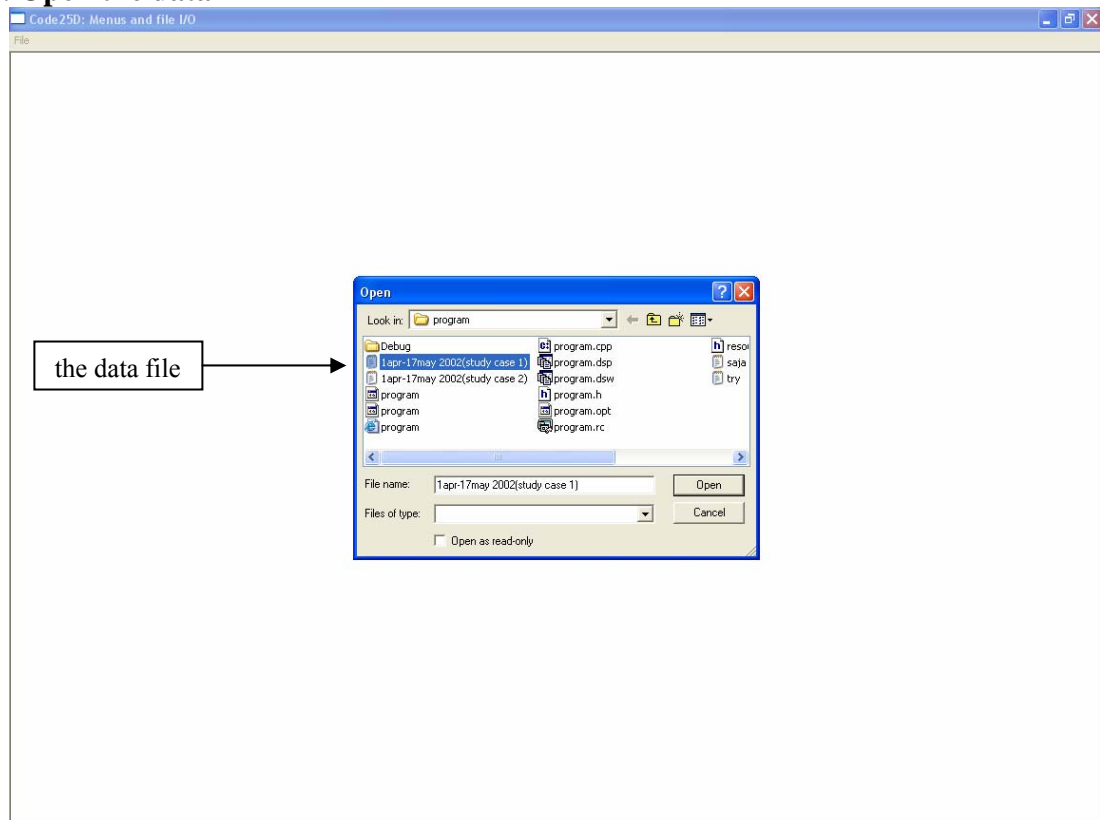 Open the data
Code25D: Menus and file I/O
File
Open
Look in: program
Debug program.cpp
1apr-17may 2002(study case 1) program.dsp saja
1apr-17may 2002(study case 2) program.dsw try
program program.h
program program.opt
program program.rc
the data file
File name: 1apr-17may 2002(study case 1) Open
Files of type: Cancel
Open as read-only